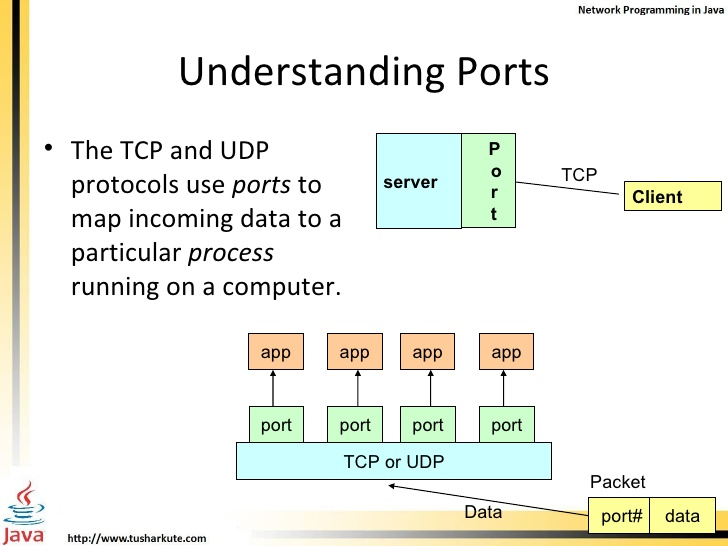 Network Programming in Java
Understanding Ports
• The TCP and UDP
protocols use ports to
map incoming data to a
particular process
running on a computer.
server
P
o
r
t
TCP
Client
app app app app
port port port port
TCP or UDP
Packet
Data
port# data
Java
http://www.tusharkute.com